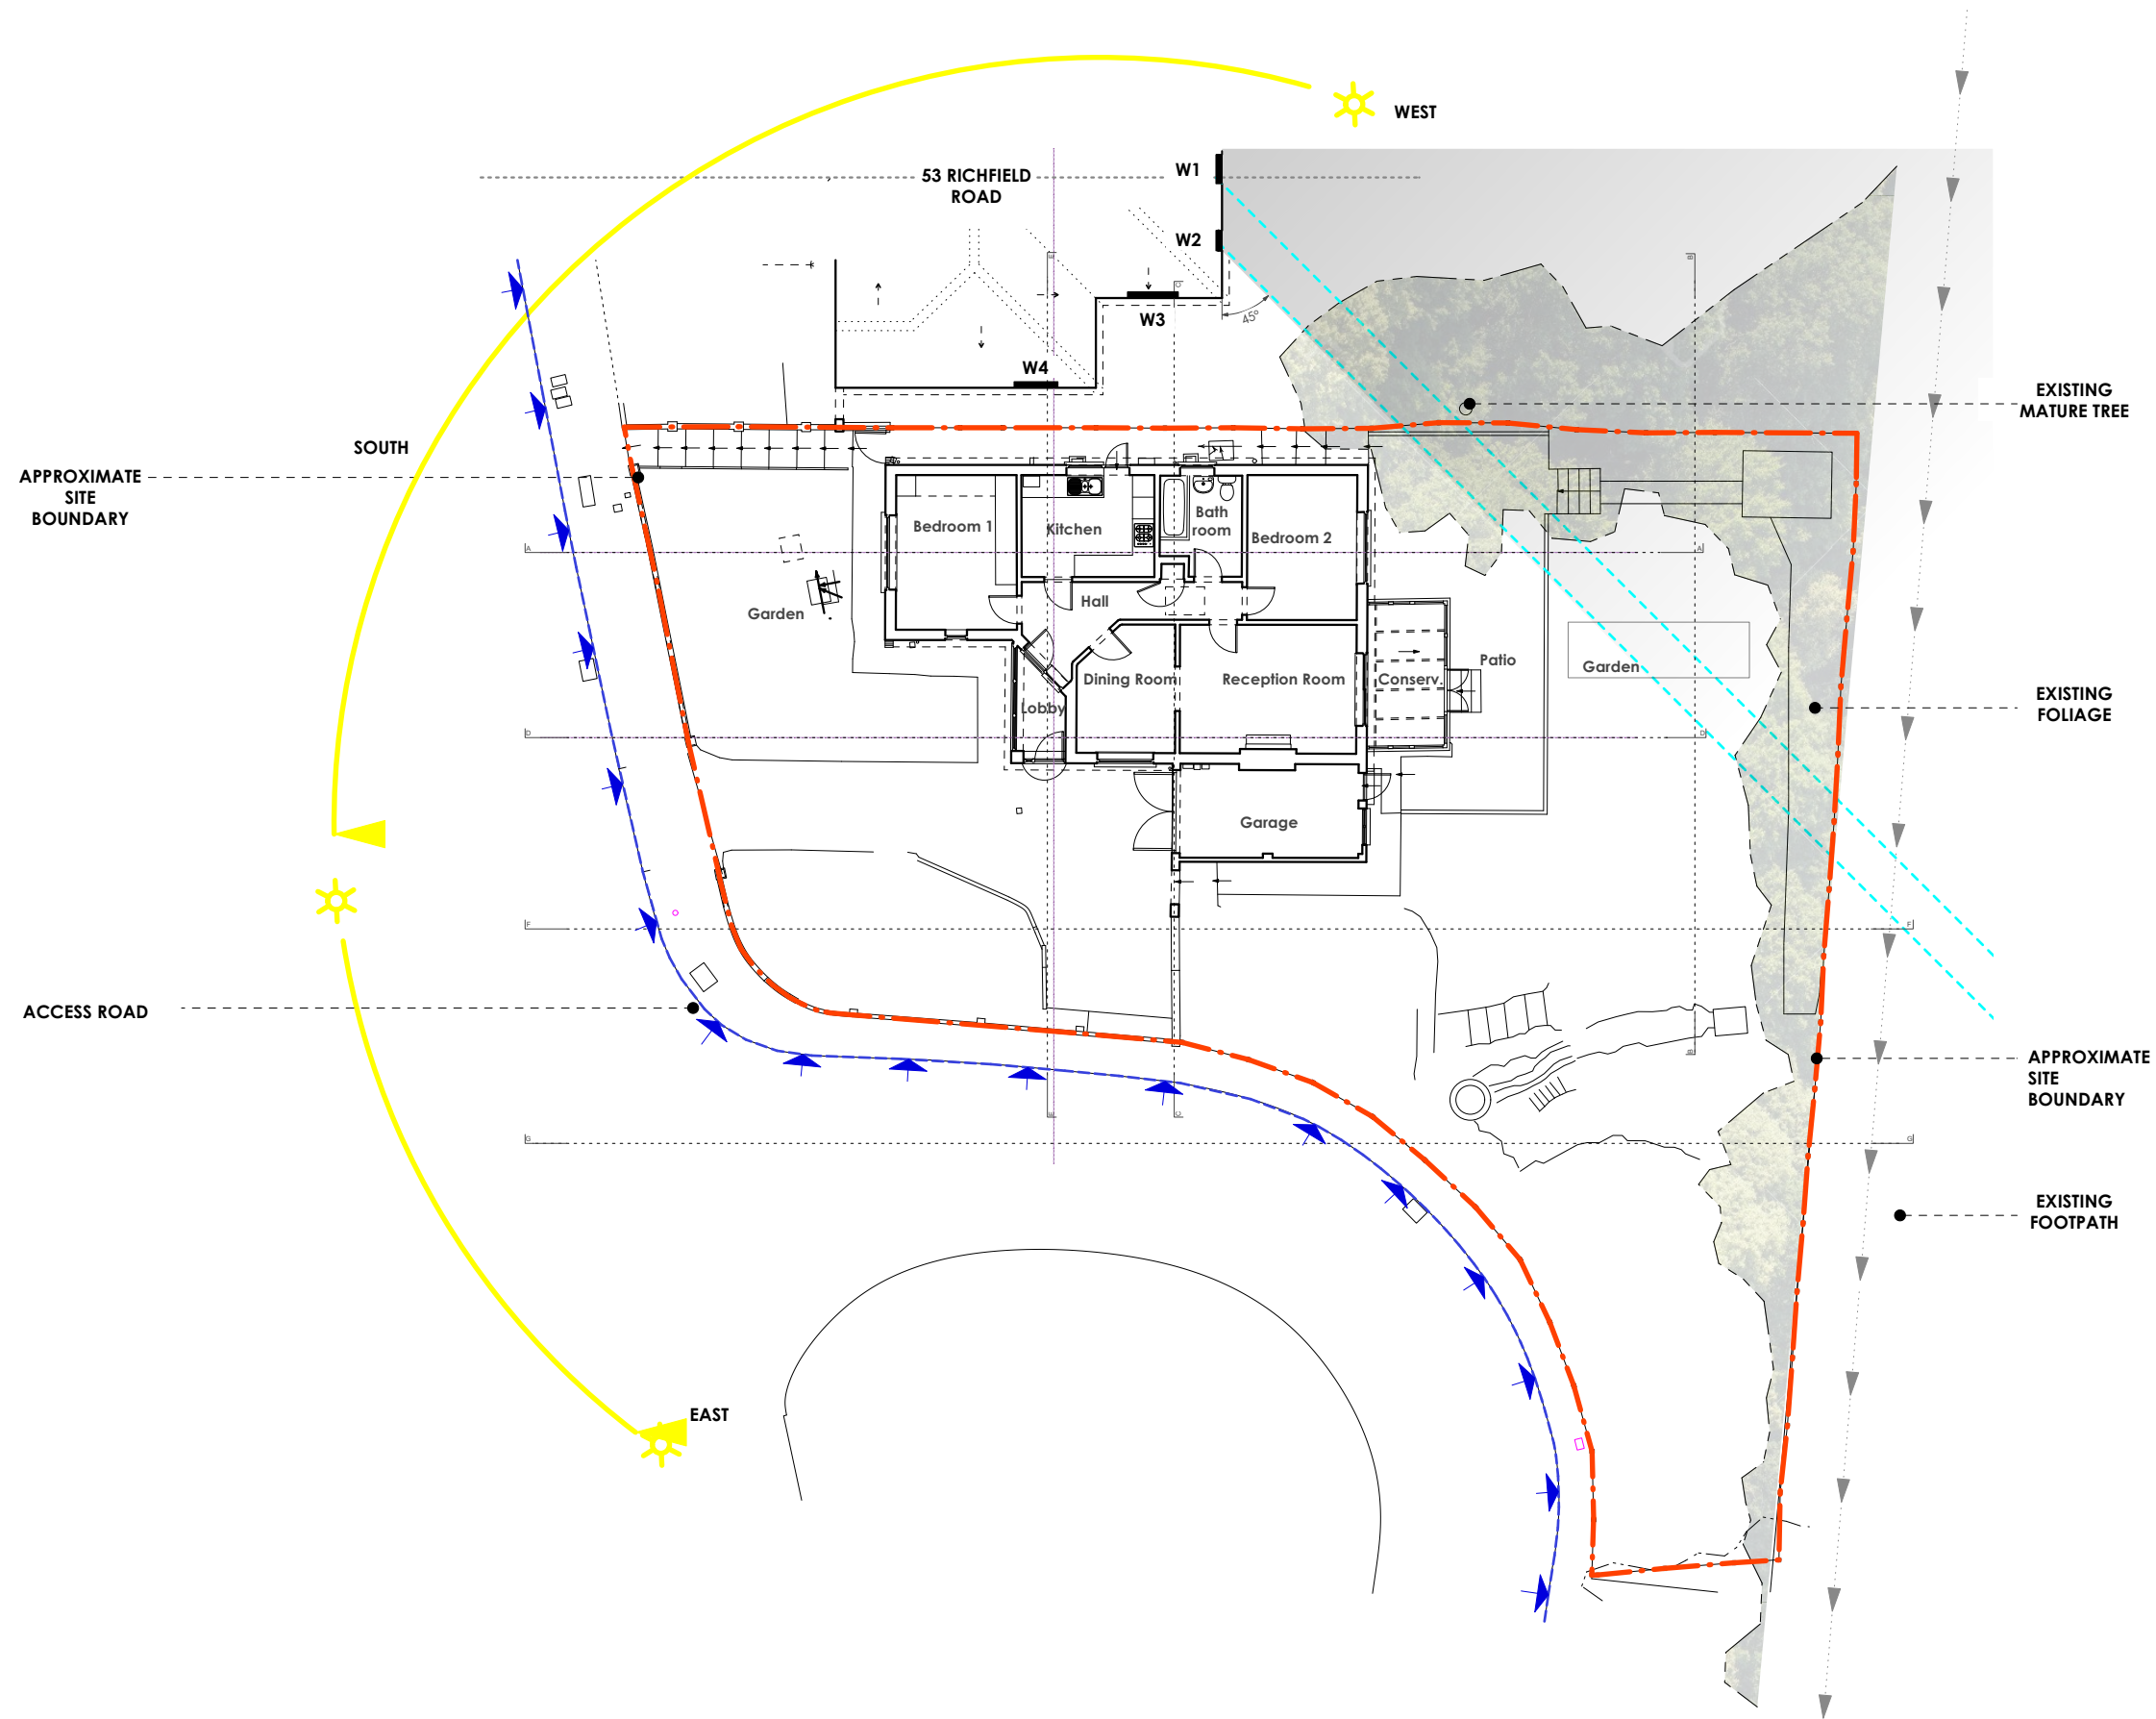 WEST
53 RICHFIELD
ROAD
W1
W2
45°
W3
W4
EXISTING
MATURE TREE
SOUTH
APPROXIMATE
SITE
BOUNDARY
Bedroom 1
Kitchen
Bath
room
Bedroom 2
A
A
Hall
Garden
Dining Room
Reception Room
Conserv.
Patio
Garden
Lobby
EXISTING
FOLIAGE
D
D
Garage
F
F
ACCESS ROAD
APPROXIMATE
SITE
BOUNDARY
B
B
E
E
C
C
G
G
EXISTING
FOOTPATH
EAST